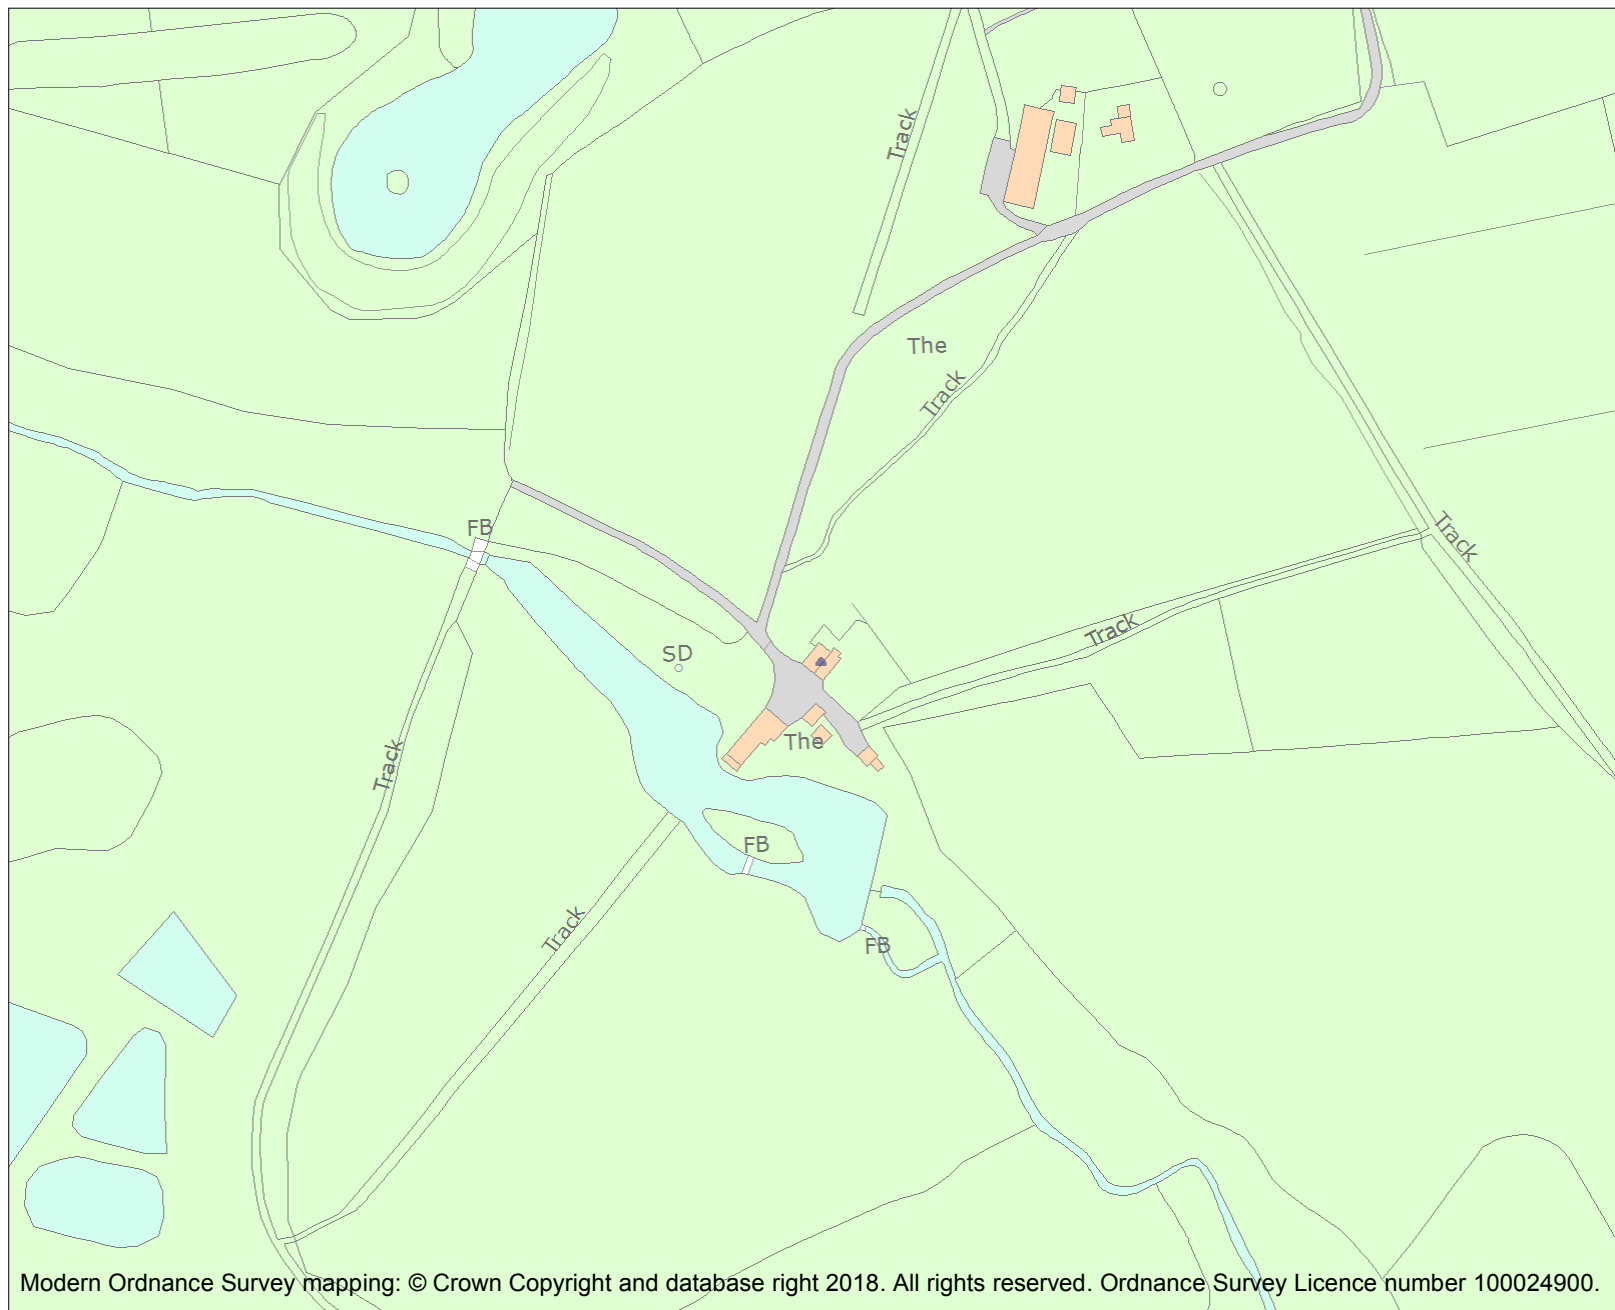 Track
The
Track
FB
Track
SD
Track
The
Track
FB
Track
FB
Modern Ordnance Survey mapping: © Crown Copyright and database right 2018. All rights reserved. Ordnance Survey Licence number 100024900.